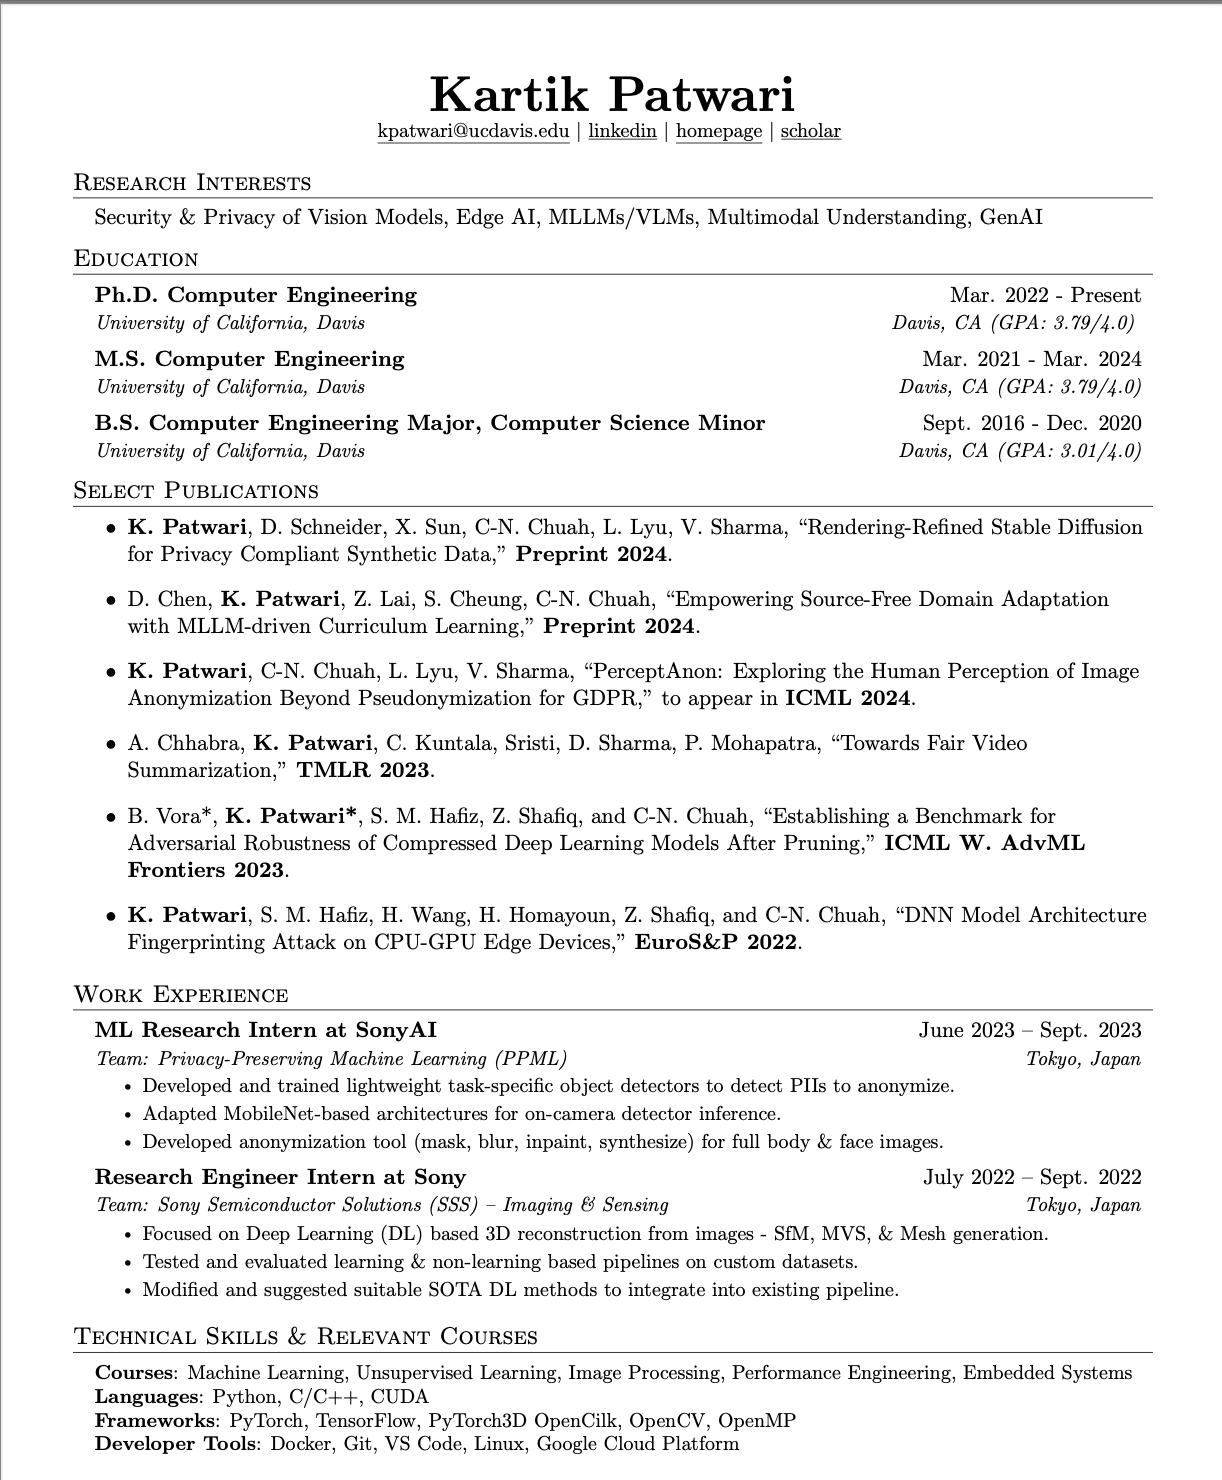 Kartik Patwari
kpatwari@ucdavis.edu | linkedin | homepage | scholar
Research Interests
Security & Privacy of Vision Models, Edge AI, MLLMs/VLMs, Multimodal Understanding, GenAI
Education
Ph.D. Computer Engineering Mar. 2022 - Present
University of California, Davis Davis, CA (GPA: 3.79/4.0)
M.S. Computer Engineering Mar. 2021 - Mar. 2024
University of California, Davis Davis, CA (GPA: 3.79/4.0)
B.S. Computer Engineering Major, Computer Science Minor Sept. 2016 - Dec. 2020
University of California, Davis Davis, CA (GPA: 3.01/4.0)
Select Publications
• K. Patwari, D. Schneider, X. Sun, C-N. Chuah, L. Lyu, V. Sharma, “Rendering-Refined Stable Diffusion
for Privacy Compliant Synthetic Data,” Preprint 2024.
• D. Chen, K. Patwari, Z. Lai, S. Cheung, C-N. Chuah, “Empowering Source-Free Domain Adaptation
with MLLM-driven Curriculum Learning,” Preprint 2024.
• K. Patwari, C-N. Chuah, L. Lyu, V. Sharma, “PerceptAnon: Exploring the Human Perception of Image
Anonymization Beyond Pseudonymization for GDPR,” to appear in ICML 2024.
• A. Chhabra, K. Patwari, C. Kuntala, Sristi, D. Sharma, P. Mohapatra, “Towards Fair Video
Summarization,” TMLR 2023.
• B. Vora*, K. Patwari*, S. M. Hafiz, Z. Shafiq, and C-N. Chuah, “Establishing a Benchmark for
Adversarial Robustness of Compressed Deep Learning Models After Pruning,” ICML W. AdvML
Frontiers 2023.
• K. Patwari, S. M. Hafiz, H. Wang, H. Homayoun, Z. Shafiq, and C-N. Chuah, “DNN Model Architecture
Fingerprinting Attack on CPU-GPU Edge Devices,” EuroS&P 2022.
Work Experience
ML Research Intern at SonyAI June 2023 – Sept. 2023
Team: Privacy-Preserving Machine Learning (PPML) Tokyo, Japan
• Developed and trained lightweight task-specific object detectors to detect PIIs to anonymize.
• Adapted MobileNet-based architectures for on-camera detector inference.
• Developed anonymization tool (mask, blur, inpaint, synthesize) for full body & face images.
Research Engineer Intern at Sony July 2022 – Sept. 2022
Team: Sony Semiconductor Solutions (SSS) – Imaging & Sensing Tokyo, Japan
• Focused on Deep Learning (DL) based 3D reconstruction from images - SfM, MVS, & Mesh generation.
• Tested and evaluated learning & non-learning based pipelines on custom datasets.
• Modified and suggested suitable SOTA DL methods to integrate into existing pipeline.
Technical Skills & Relevant Courses
Courses: Machine Learning, Unsupervised Learning, Image Processing, Performance Engineering, Embedded Systems
Languages: Python, C/C++, CUDA
Frameworks: PyTorch, TensorFlow, PyTorch3D OpenCilk, OpenCV, OpenMP
Developer Tools: Docker, Git, VS Code, Linux, Google Cloud Platform